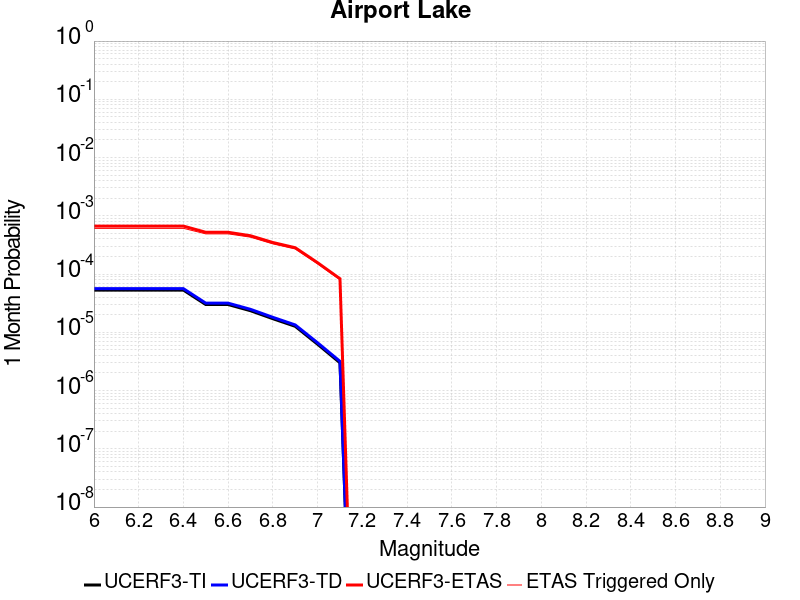 Airport Lake
1 Month Probability
10^0
10^-1
10^-2
10^-3
10^-4
10^-5
10^-6
10^-7
10^-8
6 6.2 6.4 6.6 6.8 7 7.2 7.4 7.6 7.8 8 8.2 8.4 8.6 8.8 9
Magnitude
UCERF3-TI UCERF3-TD UCERF3-ETAS ETAS Triggered Only